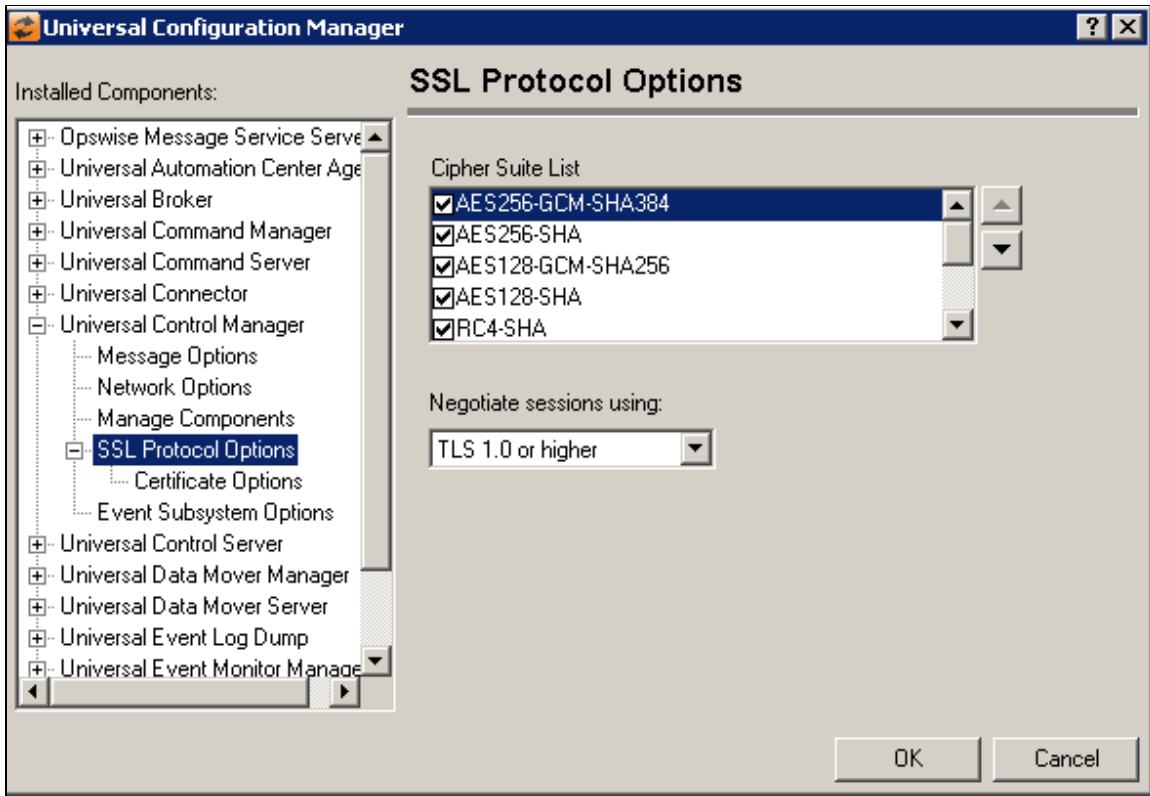 Universal Configuration Manager
Installed Components:
Opswise Message Service Serve
Universal Automation Center Age
Universal Broker
Universal Command Manager
Universal Command Server
Universal Connector
Universal Control Manager
Message Options
Network Options
Manage Components
SSL Protocol Options
Certificate Options
Event Subsystem Options
Universal Control Server
Universal Data Mover Manager
Universal Data Mover Server
Universal Event Log Dump
Universal Event Monitor Manage
SSL Protocol Options
Cipher Suite List
AES256-GCM-SHA384
AES256-SHA
AES128-GCM-SHA256
AES128-SHA
RC4-SHA
Negotiate sessions using:
TLS 1.0 or higher
OK
Cancel